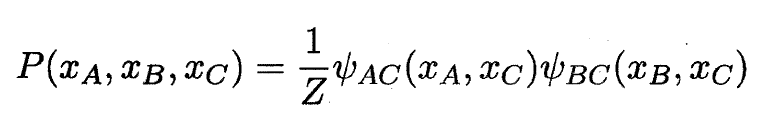 P(x_A, x_B, x_C) = \frac{1}{Z} \psi_{AC}(x_A, x_C) \psi_{BC}(x_B, x_C)